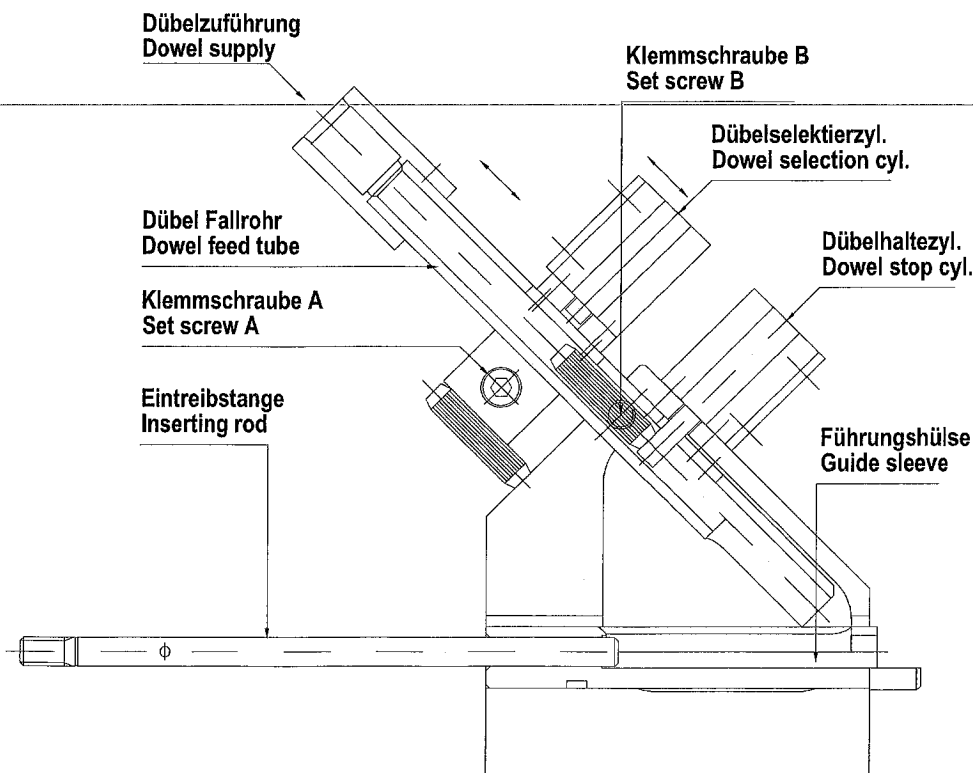 Dübelzuführung
Dowel supply
Klemmschraube B
Set screw B
Dübelselektierzyl.
Dowel selection cyl.
Dübel Fallrohr
Dowel feed tube
Dübelhaltezyl.
Dowel stop cyl.
Klemmschraube A
Set screw A
Eintreibstange
Inserting rod
Führungshülse
Guide sleeve